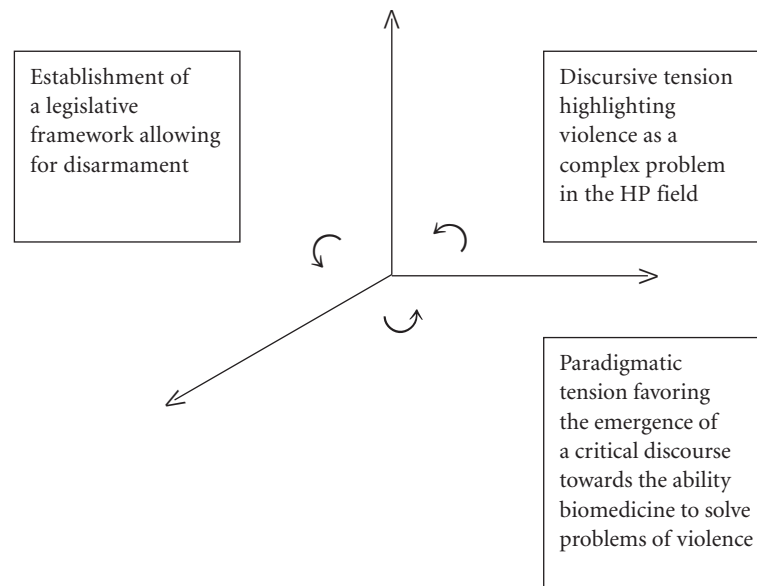 Establishment of
a legislative
framework allowing
for disarmament
Discursive tension
highlighting
violence as a
complex problem
in the HP field
Paradigmatic
tension favoring
the emergence of
a critical discourse
towards the ability
biomedicine to solve
problems of violence